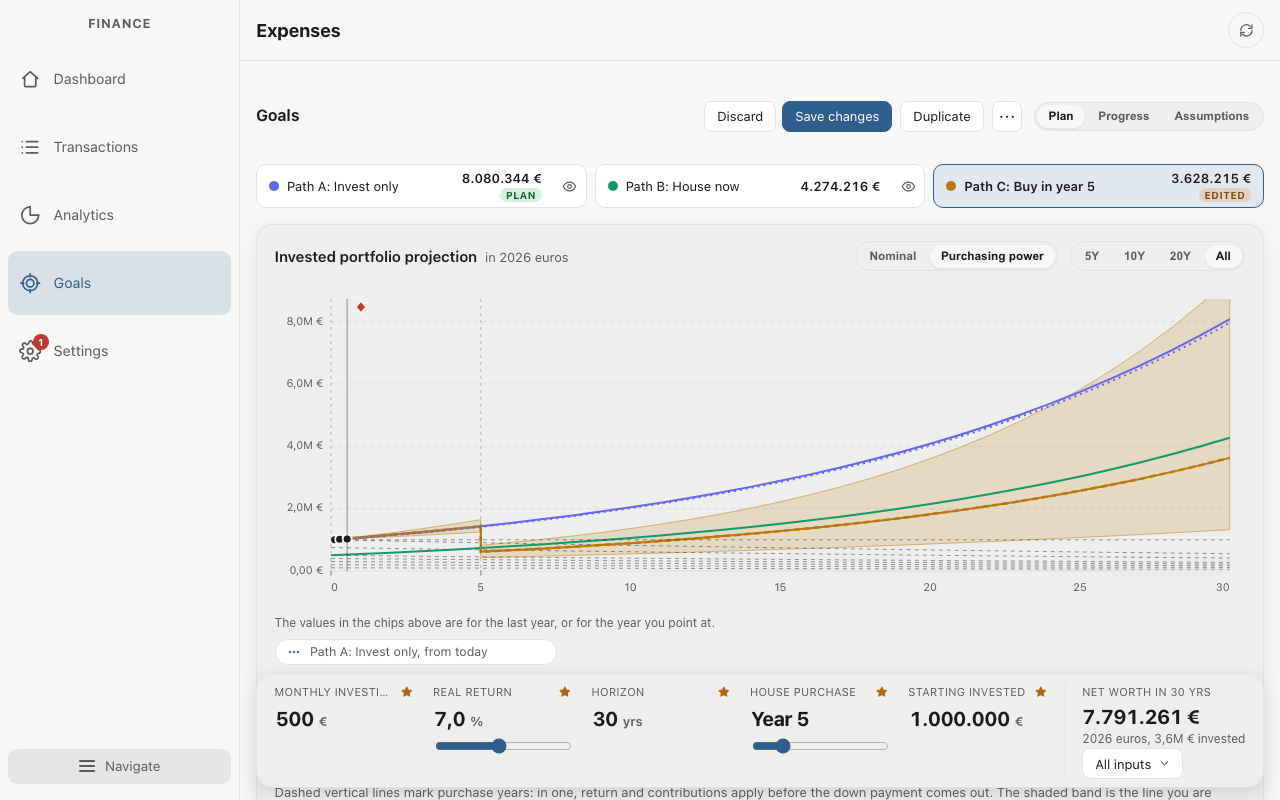 FINANCE
Dashboard
Transactions
Analytics
Goals
1
Settings
Navigate
Expenses
Goals
Discard
Save changes
Duplicate
Plan
Progress
Assumptions
Path A: Invest only
8.080.344 €
PLAN
Path B: House now
4.274.216 €
Path C: Buy in year 5
3.628.215 €
EDITED
Invested portfolio projection in 2026 euros
Nominal
Purchasing power
5Y
10Y
20Y
All
8,0M €
6,0M €
4,0M €
2,0M €
0,00 €
0 5 10 15 20 25 30
The values in the chips above are for the last year, or for the year you point at.
Path A: Invest only, from today
MONTHLY INVESTI...
500 €
REAL RETURN
7,0 %
HORIZON
30 yrs
HOUSE PURCHASE
Year 5
STARTING INVESTED
1.000.000 €
NET WORTH IN 30 YRS
7.791.261 €
2026 euros, 3,6M € invested
All inputs
Dashed vertical lines mark purchase years: in one, return and contributions apply before the down payment comes out. The shaded band is the line you are